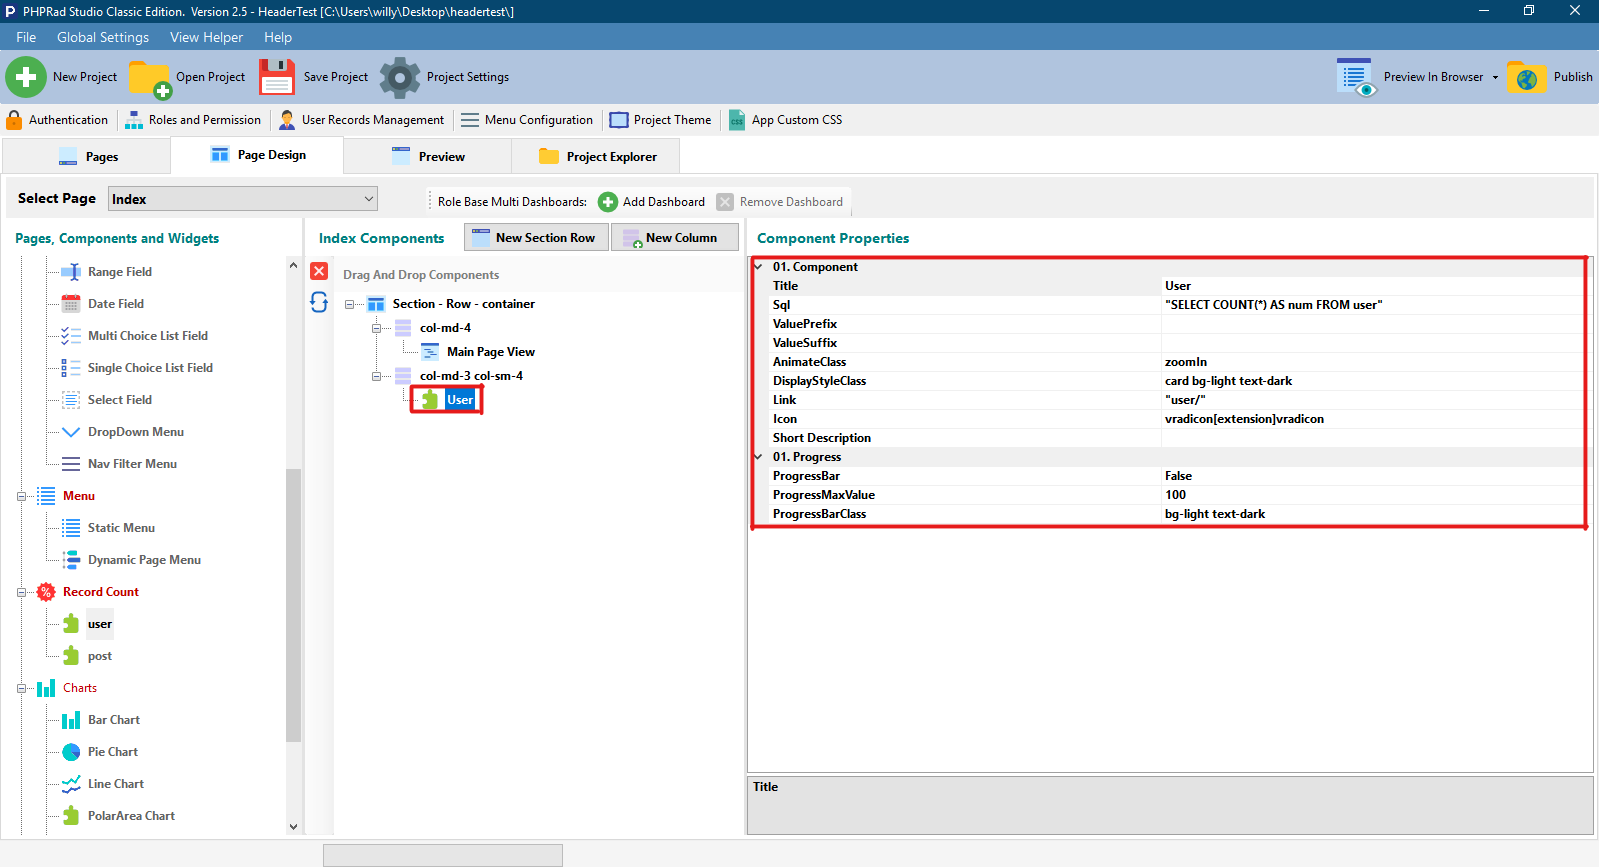 PHPRad Studio Classic Edition. Version 2.5 - HeaderTest [C:\Users\willy\Desktop\headertest\]
File Global Settings View Helper Help
New Project Open Project Save Project Project Settings Preview In Browser Publish
Authentication Roles and Permission User Records Management Menu Configuration Project Theme App Custom CSS
Pages Page Design Preview Project Explorer
Select Page Index Role Base Multi Dashboards: Add Dashboard Remove Dashboard
Pages, Components and Widgets
Range Field
Date Field
Multi Choice List Field
Single Choice List Field
Select Field
DropDown Menu
Nav Filter Menu
Menu
Static Menu
Dynamic Page Menu
Record Count
user
post
Charts
Bar Chart
Pie Chart
Line Chart
PolarArea Chart
Index Components New Section Row New Column
Drag And Drop Components
Section - Row - container
col-md-4
Main Page View
col-md-3 col-sm-4
User
Component Properties
01. Component
Title User
Sql "SELECT COUNT(*) AS num FROM user"
ValuePrefix
ValueSuffix
AnimateClass zoomIn
DisplayStyleClass card bg-light text-dark
Link "user/"
Icon vradicon[extension]vradicon
Short Description
01. Progress
ProgressBar False
ProgressMaxValue 100
ProgressBarClass bg-light text-dark
Title